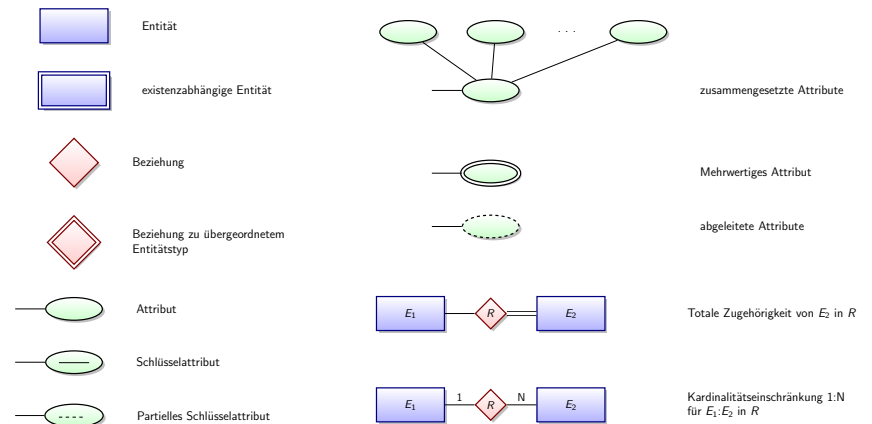 Entität
existenzabhängige Entität
Beziehung
Beziehung zu übergeordnetem
Entitätstyp
Attribut
Schlüsselattribut
Partielles Schlüsselattribut
. . .
zusammengesetzte Attribute
Mehrwertiges Attribut
abgeleitete Attribute
E₁ R E₂
Totale Zugehörigkeit von E₂ in R
E₁ 1 R N E₂
Kardinalitätseinschränkung 1:N
für E₁:E₂ in R